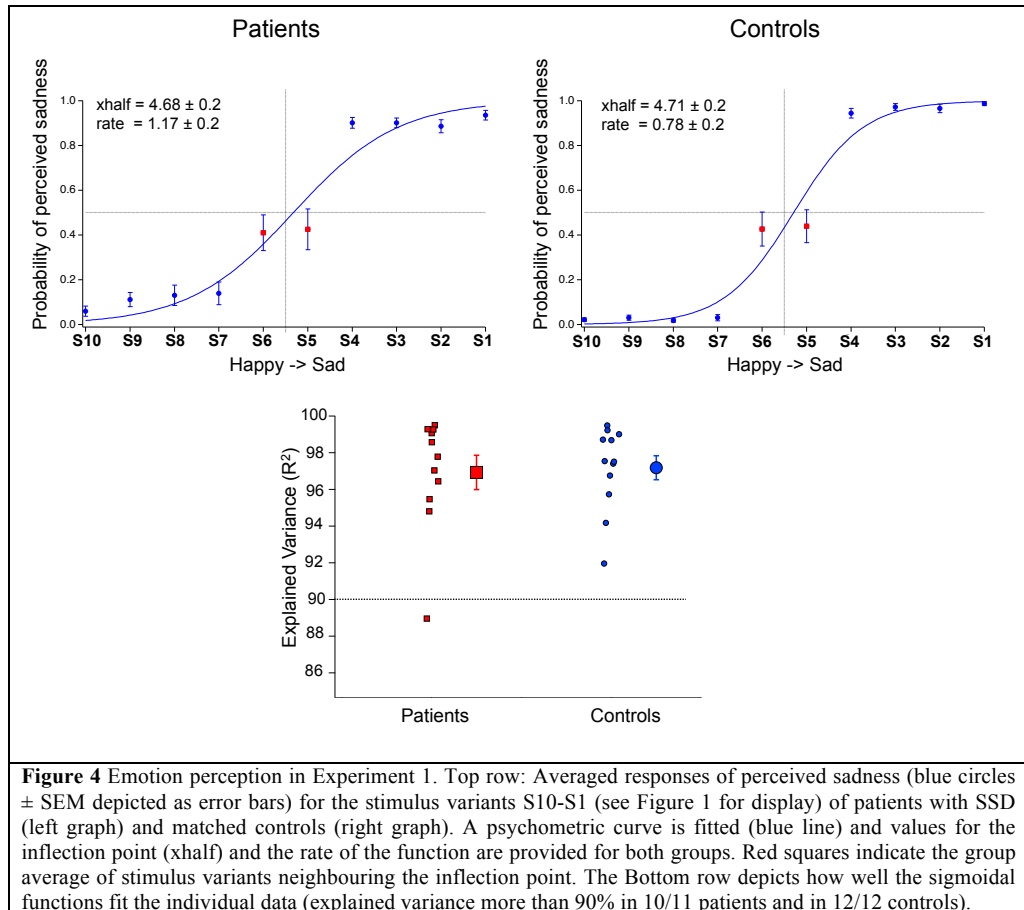 Patients
Controls
Probability of perceived sadness
1.0
0.8
0.6
0.4
0.2
0.0
xhalf = 4.68 ± 0.2
rate = 1.17 ± 0.2
S10 S9 S8 S7 S6 S5 S4 S3 S2 S1
Happy -> Sad
Probability of perceived sadness
1.0
0.8
0.6
0.4
0.2
0.0
xhalf = 4.71 ± 0.2
rate = 0.78 ± 0.2
S10 S9 S8 S7 S6 S5 S4 S3 S2 S1
Happy -> Sad
Explained Variance (R²)
100
98
96
94
92
90
88
86
Patients Controls
Figure 4 Emotion perception in Experiment 1. Top row: Averaged responses of perceived sadness (blue circles
± SEM depicted as error bars) for the stimulus variants S10-S1 (see Figure 1 for display) of patients with SSD
(left graph) and matched controls (right graph). A psychometric curve is fitted (blue line) and values for the
inflection point (xhalf) and the rate of the function are provided for both groups. Red squares indicate the group
average of stimulus variants neighbouring the inflection point. The Bottom row depicts how well the sigmoidal
functions fit the individual data (explained variance more than 90% in 10/11 patients and in 12/12 controls).